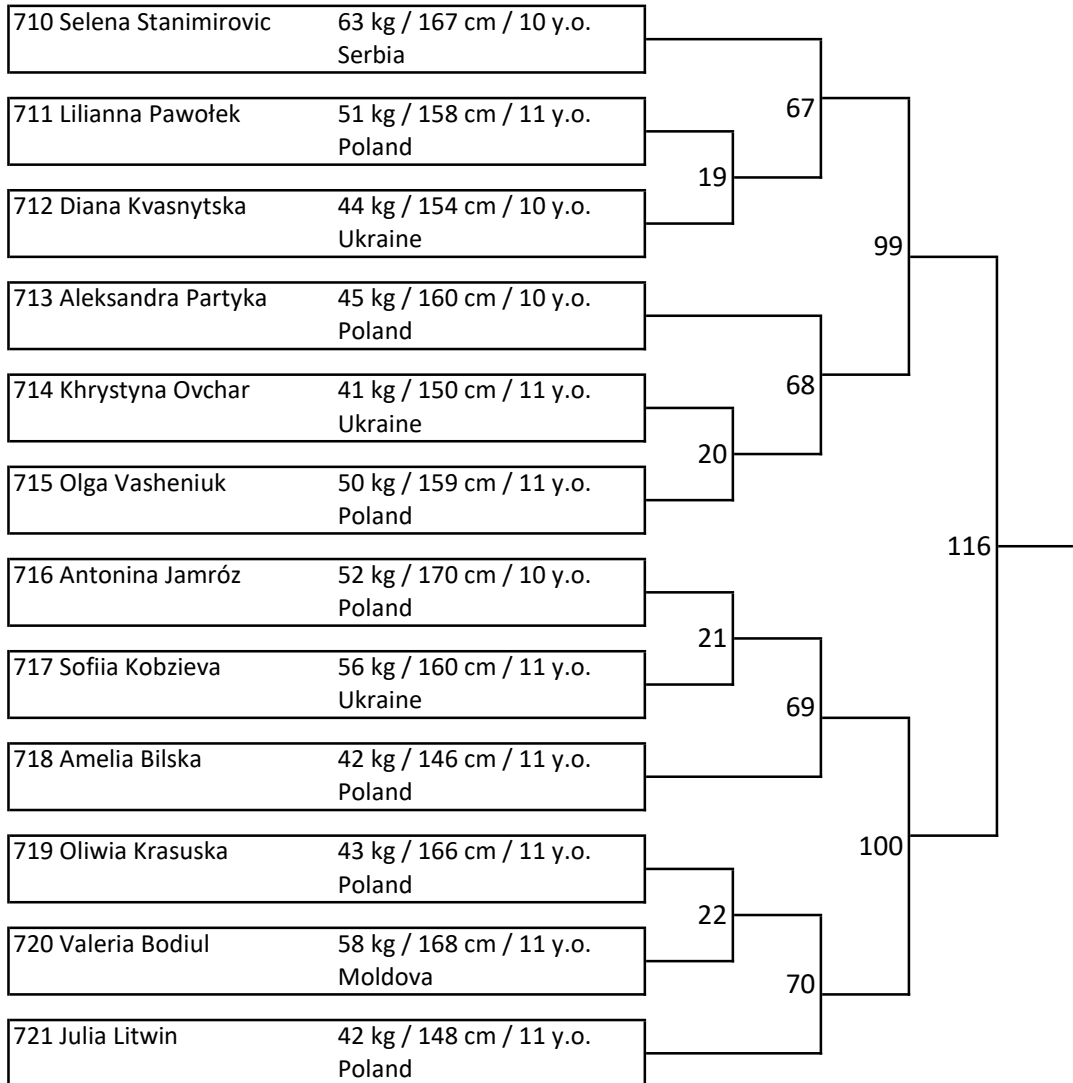 710 Selena Stanimirovic 63 kg / 167 cm / 10 y.o.
Serbia
67
711 Lilianna Pawołek 51 kg / 158 cm / 11 y.o.
Poland
19
712 Diana Kvasnytska 44 kg / 154 cm / 10 y.o.
Ukraine
99
713 Aleksandra Partyka 45 kg / 160 cm / 10 y.o.
Poland
714 Khrystyna Ovchar 41 kg / 150 cm / 11 y.o.
Ukraine
68
20
715 Olga Vasheniuk 50 kg / 159 cm / 11 y.o.
Poland
116
716 Antonina Jamróz 52 kg / 170 cm / 10 y.o.
Poland
21
717 Sofiia Kobzieva 56 kg / 160 cm / 11 y.o.
Ukraine
69
718 Amelia Bilska 42 kg / 146 cm / 11 y.o.
Poland
100
719 Oliwia Krasuska 43 kg / 166 cm / 11 y.o.
Poland
22
720 Valeria Bodiul 58 kg / 168 cm / 11 y.o.
Moldova
70
721 Julia Litwin 42 kg / 148 cm / 11 y.o.
Poland